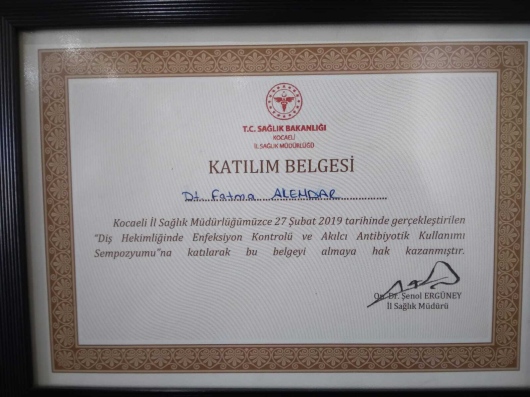 T.C. SAĞLIK BAKANLIĞI
KOCAELİ
İL SAĞLIK MÜDÜRLÜĞÜ
KATILIM BELGESİ
Dt. Fatma AKENDAR
Kocaeli İl Sağlık Müdürlüğümüzce 27 Şubat 2019 tarihinde gerçekleştirilen
"Diş Hekimliğinde Enfeksiyon Kontrolü ve Akılcı Antibiyotik Kullanımı
Sempozyumu"na katılarak bu belgeyi almaya hak kazanmıştır.
Op. Dr. Şenol ERGÜNEY
İl Sağlık Müdürü